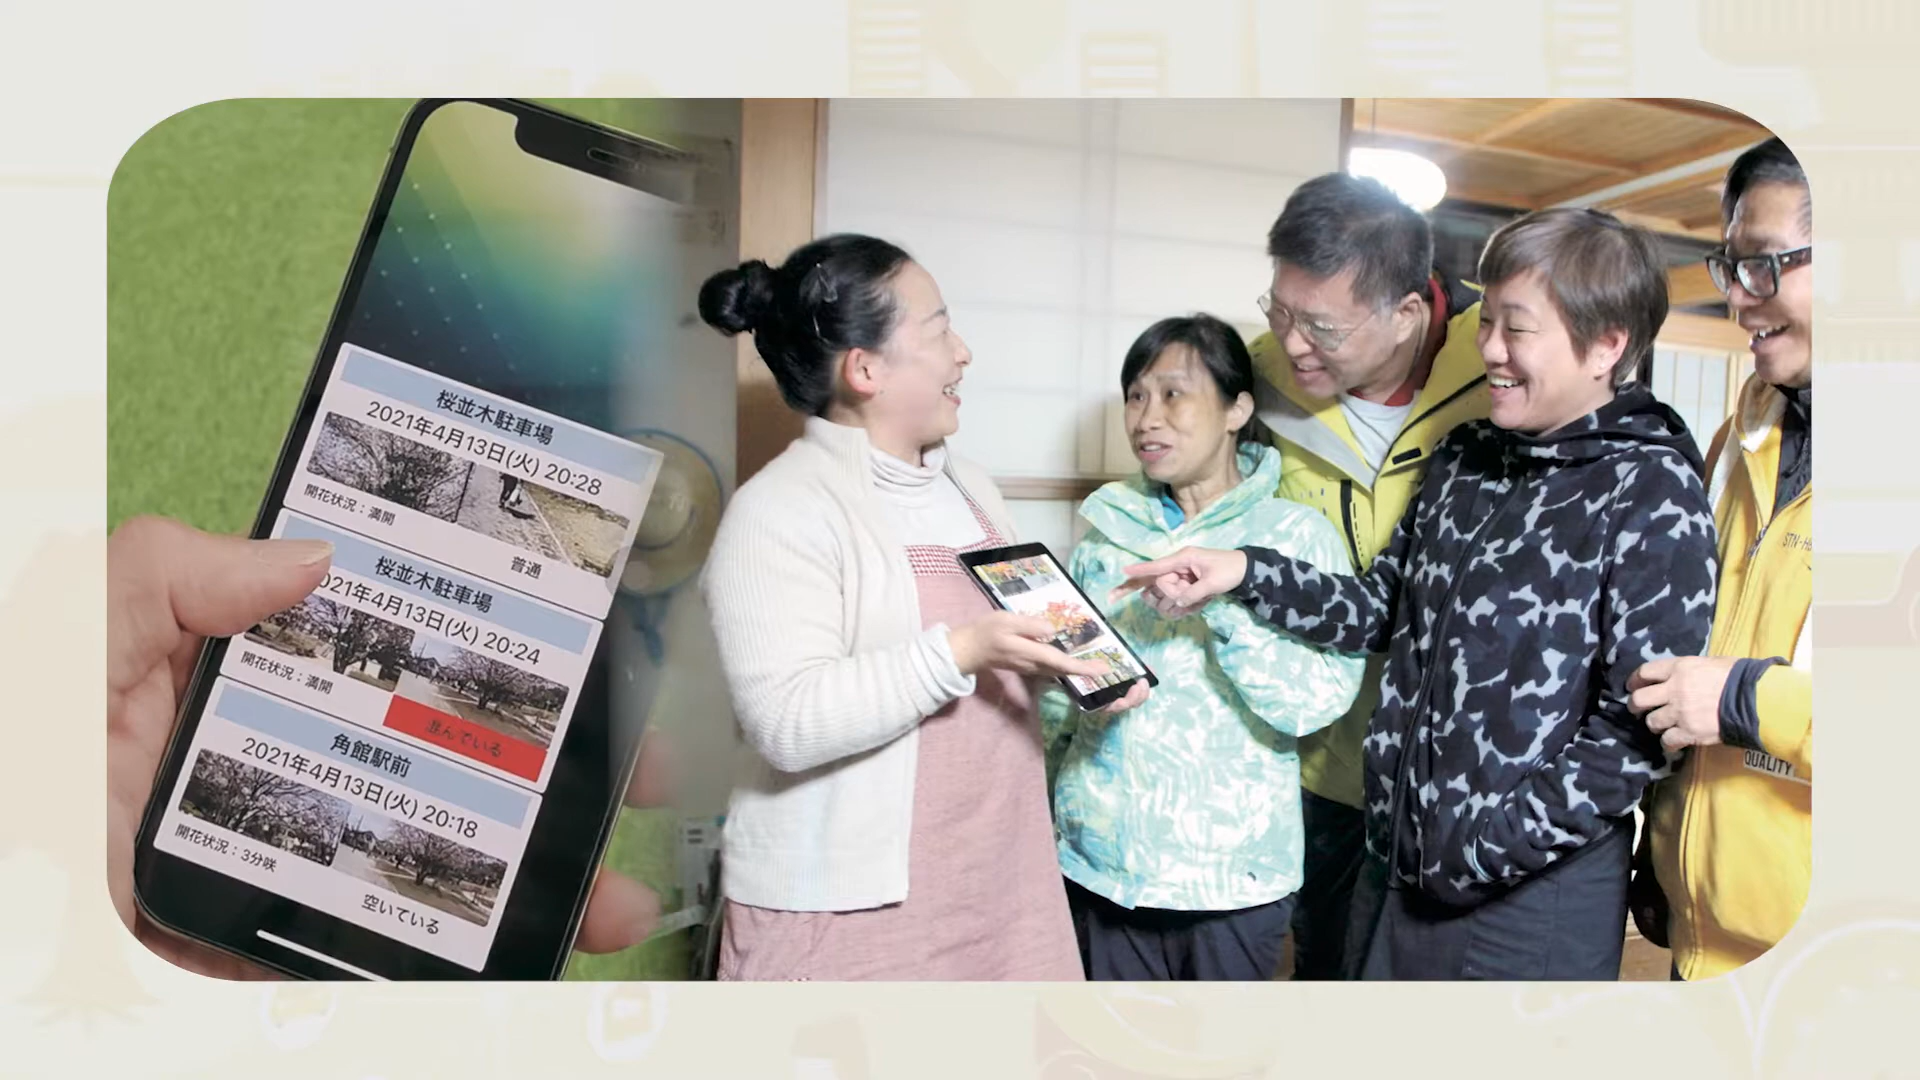 桜並木駐車場
2021年4月13日(火) 20:28
開花状況：満開
普通
桜並木駐車場
021年4月13日(火) 20:24
開花状況：満開
混んでいる
角館駅前
2021年4月13日(火) 20:18
開花状況：3分咲
空いている
QUALITY